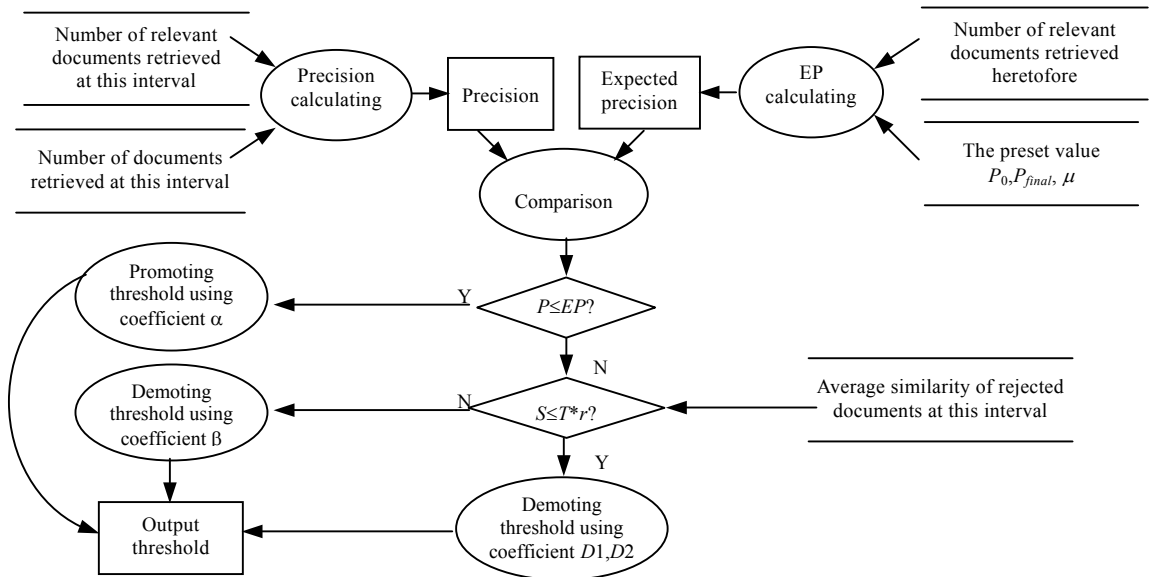 Number of relevant
documents retrieved
at this interval
Precision
calculating
Precision
Expected
precision
EP
calculating
Number of relevant
documents retrieved
heretofore
Number of documents
retrieved at this interval
The preset value
P0,Pfinal, μ
Comparison
Promoting
threshold using
coefficient α
Y
P≤EP?
N
Demoting
threshold using
coefficient β
N
S≤T*r?
Average similarity of rejected
documents at this interval
Y
Output
threshold
Demoting
threshold using
coefficient D1,D2